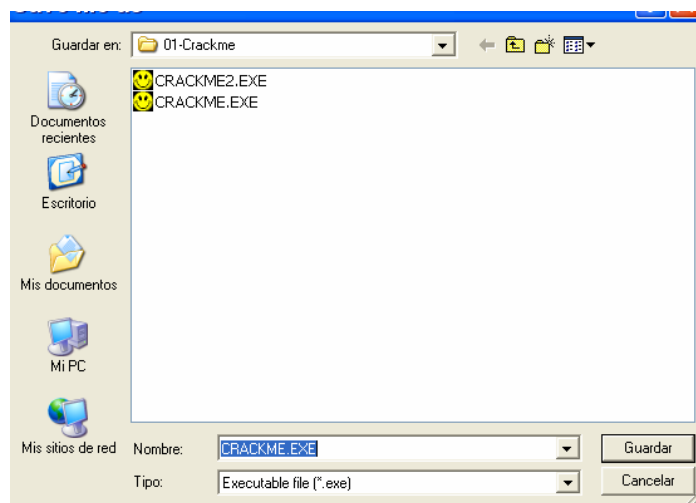 Guardar en:
01-Crackme
CRACKME2.EXE
CRACKME.EXE
Documentos
recientes
Escritorio
Mis documentos
Mi PC
Mis sitios de red
Nombre:
CRACKME.EXE
Guardar
Tipo:
Executable file (*.exe)
Cancelar